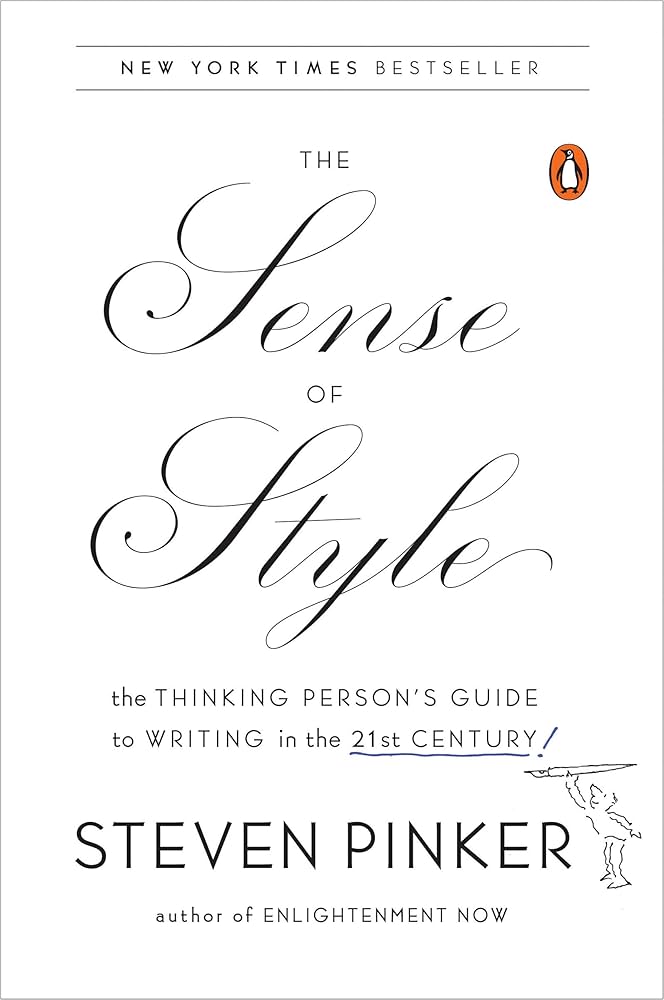 NEW YORK TIMES BESTSELLER
THE
Sense
OF
Style
the THINKING PERSON'S GUIDE
to WRITING in the 21st CENTURY!
STEVEN PINKER
author of ENLIGHTENMENT NOW